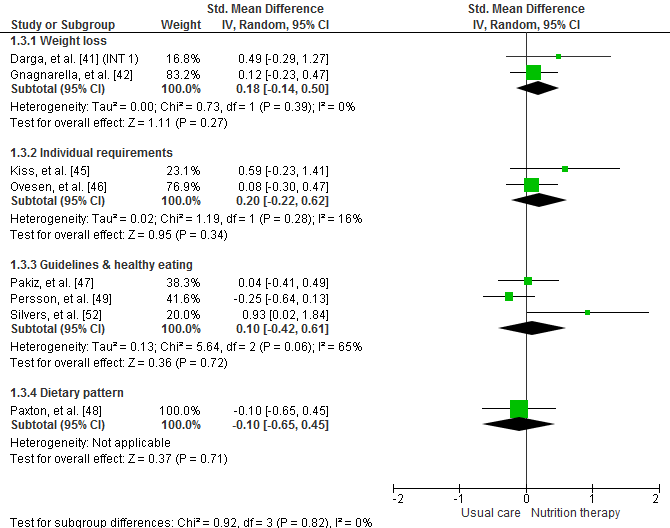 Std. Mean Difference Std. Mean Difference
Study or Subgroup Weight IV, Random, 95% CI IV, Random, 95% CI
1.3.1 Weight loss
Darga, et al. [41] (INT 1) 16.8% 0.49 [-0.29, 1.27]
Gnagnarella, et al. [42] 83.2% 0.12 [-0.23, 0.47]
Subtotal (95% CI) 100.0% 0.18 [-0.14, 0.50]
Heterogeneity: Tau² = 0.00; Chi² = 0.73, df = 1 (P = 0.39); I² = 0%
Test for overall effect: Z = 1.11 (P = 0.27)
1.3.2 Individual requirements
Kiss, et al. [45] 23.1% 0.59 [-0.23, 1.41]
Ovesen, et al. [46] 76.9% 0.08 [-0.30, 0.47]
Subtotal (95% CI) 100.0% 0.20 [-0.22, 0.62]
Heterogeneity: Tau² = 0.02; Chi² = 1.19, df = 1 (P = 0.28); I² = 16%
Test for overall effect: Z = 0.95 (P = 0.34)
1.3.3 Guidelines & healthy eating
Pakiz, et al. [47] 38.3% 0.04 [-0.41, 0.49]
Persson, et al. [49] 41.6% -0.25 [-0.64, 0.13]
Silvers, et al. [52] 20.0% 0.93 [0.02, 1.84]
Subtotal (95% CI) 100.0% 0.10 [-0.42, 0.61]
Heterogeneity: Tau² = 0.13; Chi² = 5.64, df = 2 (P = 0.06); I² = 65%
Test for overall effect: Z = 0.36 (P = 0.72)
1.3.4 Dietary pattern
Paxton, et al. [48] 100.0% -0.10 [-0.65, 0.45]
Subtotal (95% CI) 100.0% -0.10 [-0.65, 0.45]
Heterogeneity: Not applicable
Test for overall effect: Z = 0.37 (P = 0.71)
-2 -1 0 1 2
Usual care Nutrition therapy
Test for subgroup differences: Chi² = 0.92, df = 3 (P = 0.82), I² = 0%